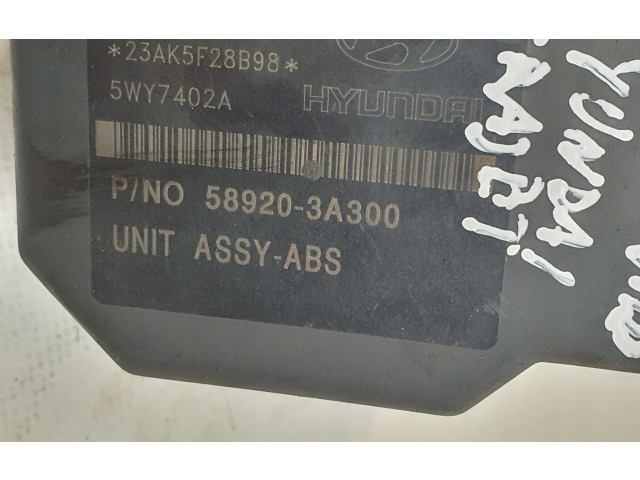 *23AK5F28B98*
5WY7402A
HYUNDAI
P/NO 58920-3A300
UNIT ASSY-ABS